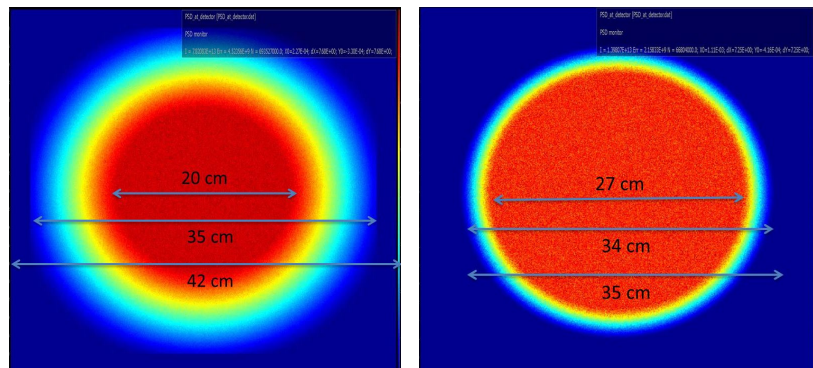 PSD_at_detector [PSD_at_detector.dat]
PSD monitor
20 cm
35 cm
42 cm
PSD_at_detector [PSD_at_detector.dat]
PSD monitor
27 cm
34 cm
35 cm